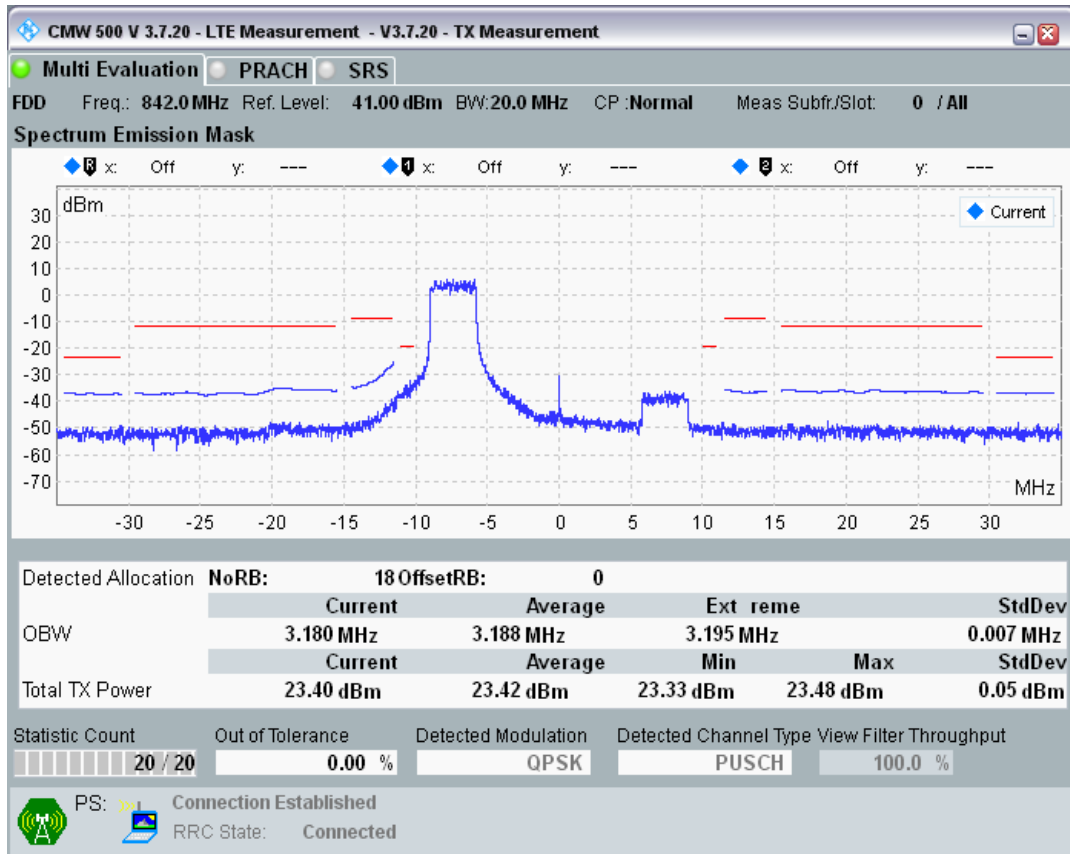 CMW 500 V 3.7.20 - LTE Measurement - V3.7.20 - TX Measurement
Multi Evaluation PRACH SRS
FDD Freq.: 842.0 MHz Ref. Level: 41.00 dBm BW:20.0 MHz CP :Normal Meas Subfr./Slot: 0 / All
Spectrum Emission Mask
R x: Off y: --- 1 x: Off y: --- 2 x: Off y: ---
dBm
Current
30
20
10
0
-10
-20
-30
-40
-50
-60
-70
MHz
-30 -25 -20 -15 -10 -5 0 5 10 15 20 25 30
Detected Allocation NoRB: 18 OffsetRB: 0
Current Average Ext reme StdDev
OBW 3.180 MHz 3.188 MHz 3.195 MHz 0.007 MHz
Current Average Min Max StdDev
Total TX Power 23.40 dBm 23.42 dBm 23.33 dBm 23.48 dBm 0.05 dBm
Statistic Count Out of Tolerance Detected Modulation Detected Channel Type View Filter Throughput
20 / 20 0.00 % QPSK PUSCH 100.0 %
PS: Connection Established
RRC State: Connected